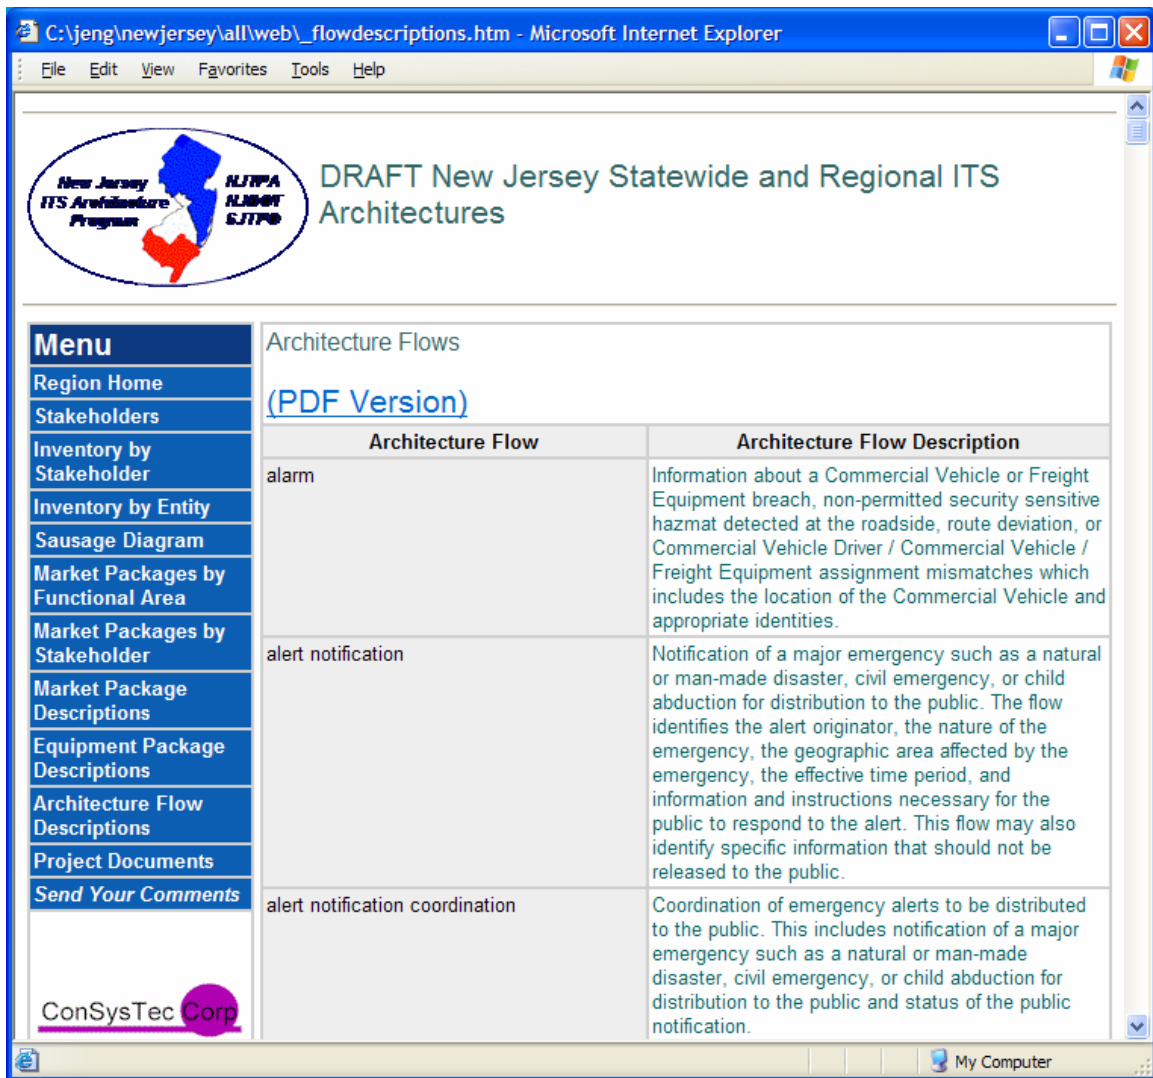 C:\jeng\newjersey\all\web\_flowdescriptions.htm - Microsoft Internet Explorer
File Edit View Favorites Tools Help
New Jersey
ITS Architecture
Program
NJTPA
NJDOT
SJTPO
DRAFT New Jersey Statewide and Regional ITS
Architectures
Menu
Region Home
Stakeholders
Inventory by
Stakeholder
Inventory by Entity
Sausage Diagram
Market Packages by
Functional Area
Market Packages by
Stakeholder
Market Package
Descriptions
Equipment Package
Descriptions
Architecture Flow
Descriptions
Project Documents
Send Your Comments
ConSysTec Corp
Architecture Flows
(PDF Version)
Architecture Flow
Architecture Flow Description
alarm
Information about a Commercial Vehicle or Freight
Equipment breach, non-permitted security sensitive
hazmat detected at the roadside, route deviation, or
Commercial Vehicle Driver / Commercial Vehicle /
Freight Equipment assignment mismatches which
includes the location of the Commercial Vehicle and
appropriate identities.
alert notification
Notification of a major emergency such as a natural
or man-made disaster, civil emergency, or child
abduction for distribution to the public. The flow
identifies the alert originator, the nature of the
emergency, the geographic area affected by the
emergency, the effective time period, and
information and instructions necessary for the
public to respond to the alert. This flow may also
identify specific information that should not be
released to the public.
alert notification coordination
Coordination of emergency alerts to be distributed
to the public. This includes notification of a major
emergency such as a natural or man-made
disaster, civil emergency, or child abduction for
distribution to the public and status of the public
notification.
My Computer